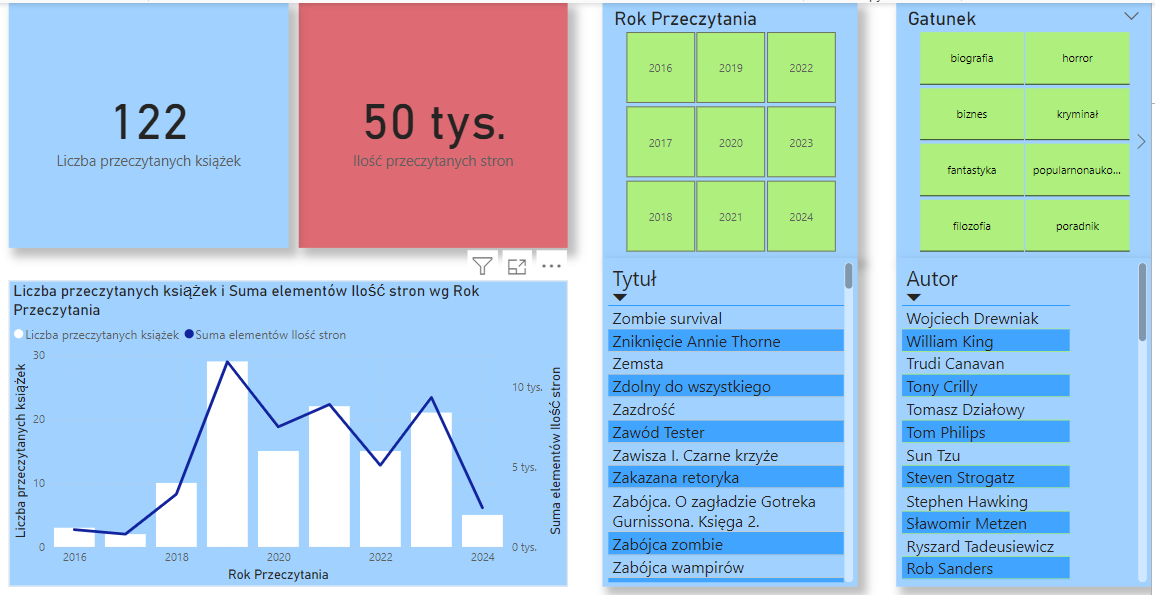 122
Liczba przeczytanych książek
50 tys.
Ilość przeczytanych stron
Rok Przeczytania
2016
2019
2022
2017
2020
2023
2018
2021
2024
Gatunek
biografia
horror
biznes
kryminał
fantastyka
popularnonauko...
filozofia
poradnik
Liczba przeczytanych książek i Suma elementów Ilość stron wg Rok
Przeczytania
Liczba przeczytanych książek
Suma elementów Ilość stron
Liczba przeczytanych książek
30
20
10
0
10 tys.
5 tys.
0 tys.
Suma elementów Ilość stron
2016
2018
2020
2022
2024
Rok Przeczytania
Tytuł
Zombie survival
Zniknięcie Annie Thorne
Zemsta
Zdolny do wszystkiego
Zazdrość
Zawód Tester
Zawisza I. Czarne krzyże
Zakazana retoryka
Zabójca. O zagładzie Gotreka
Gurnissona. Księga 2.
Zabójca zombie
Zabójca wampirów
Autor
Wojciech Drewniak
William King
Trudi Canavan
Tony Crilly
Tomasz Działowy
Tom Philips
Sun Tzu
Steven Strogatz
Stephen Hawking
Sławomir Metzen
Ryszard Tadeusiewicz
Rob Sanders